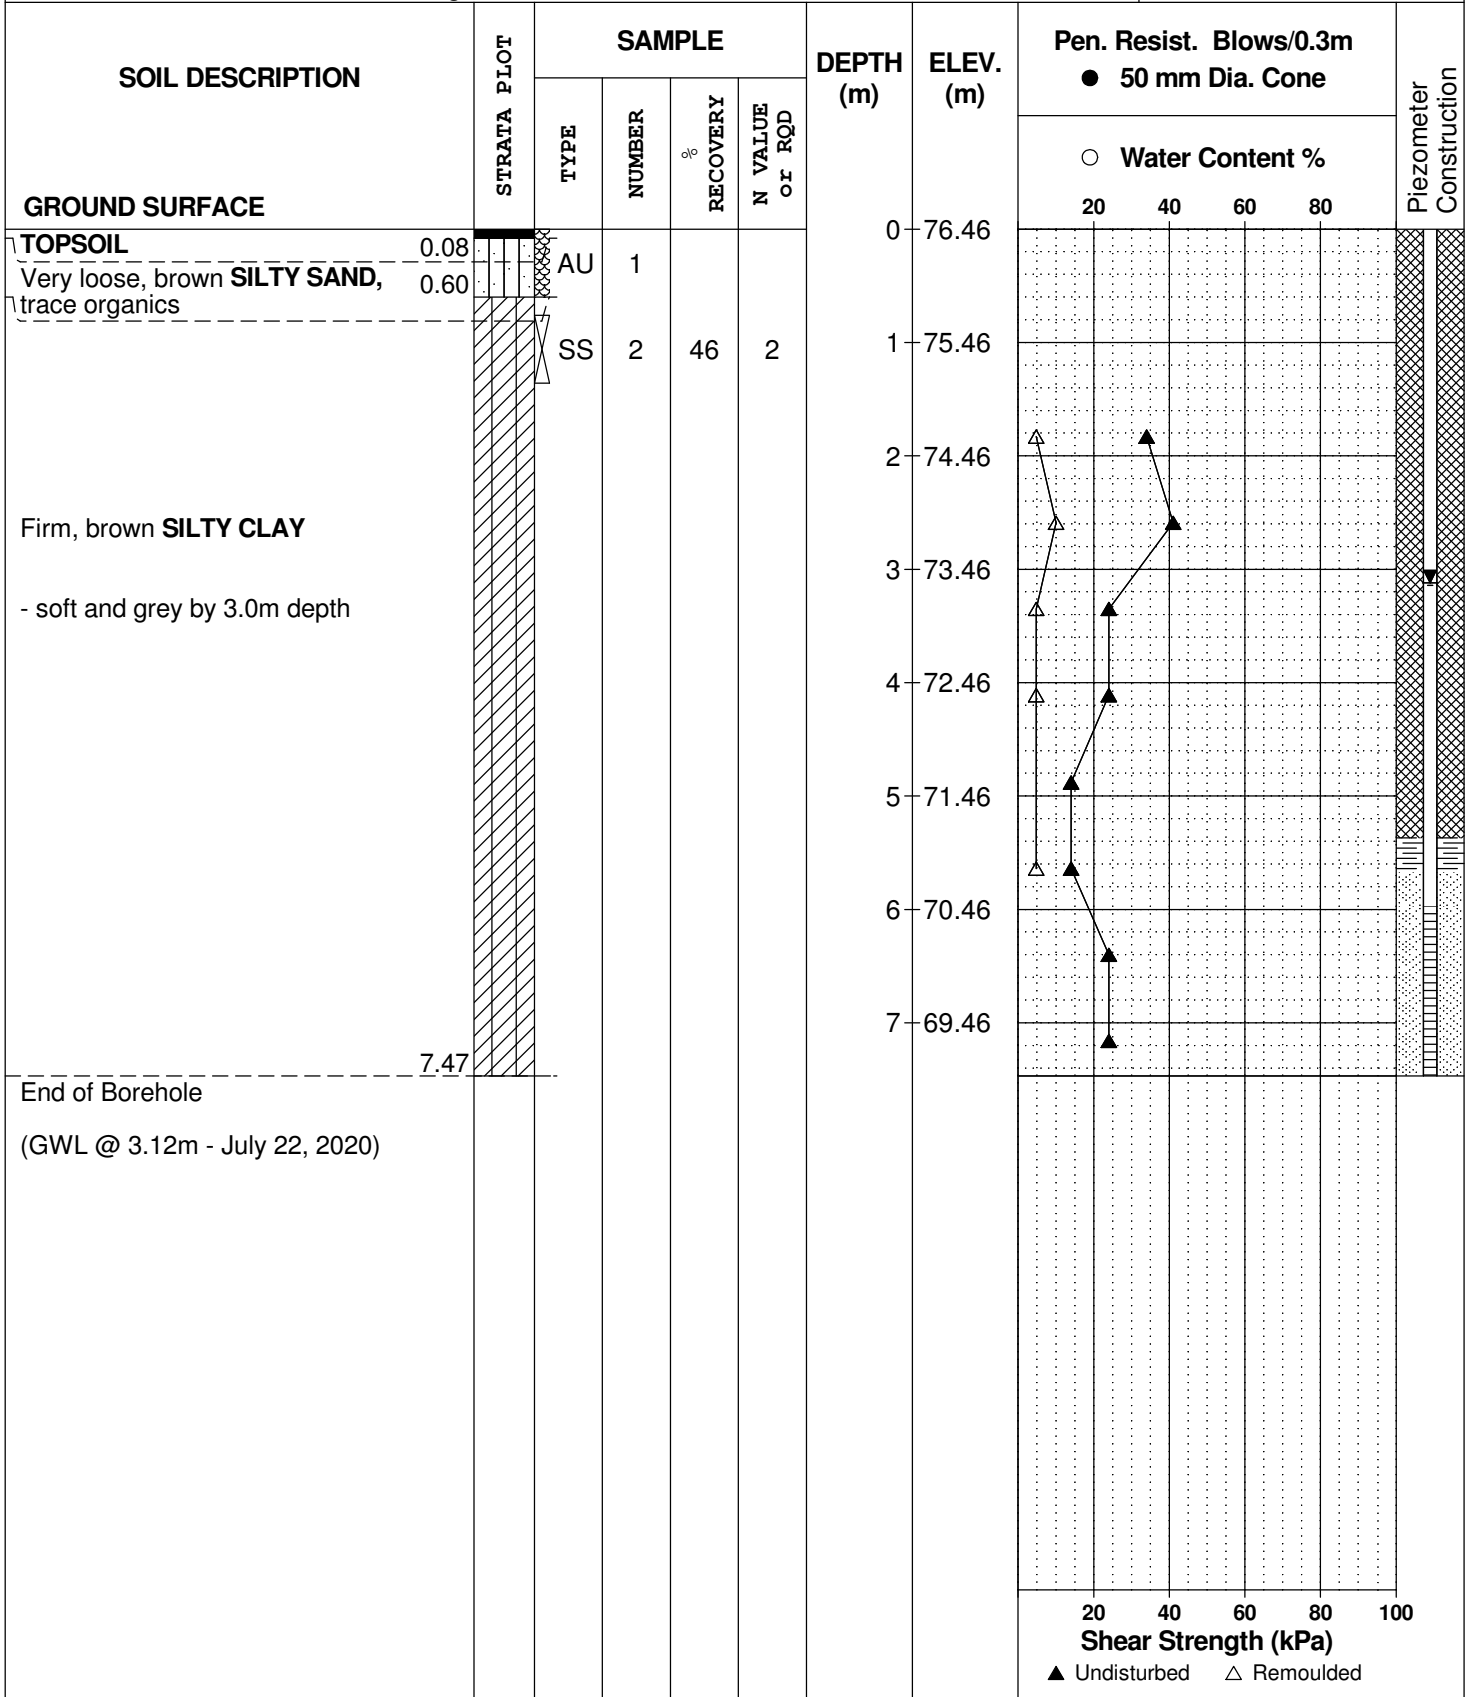 SOIL DESCRIPTION
GROUND SURFACE
STRATA PLOT
SAMPLE
TYPE
NUMBER
% RECOVERY
N VALUE or RQD
DEPTH (m)
ELEV. (m)
Pen. Resist. Blows/0.3m
● 50 mm Dia. Cone
○ Water Content %
20 40 60 80
Piezometer Construction
0 76.46
TOPSOIL 0.08
Very loose, brown SILTY SAND, 0.60
trace organics
AU 1
SS 2 46 2
1 75.46
2 74.46
Firm, brown SILTY CLAY
3 73.46
- soft and grey by 3.0m depth
4 72.46
5 71.46
6 70.46
7 69.46
7.47
End of Borehole
(GWL @ 3.12m - July 22, 2020)
20 40 60 80 100
Shear Strength (kPa)
▲ Undisturbed △ Remoulded